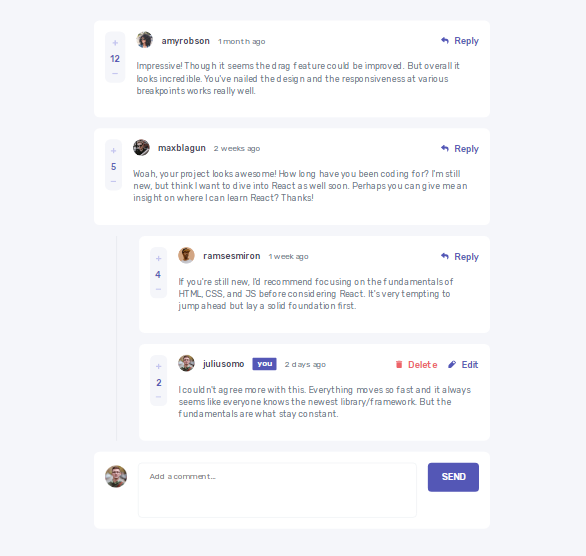 +
12
−
amyrobson 1 month ago
Reply
Impressive! Though it seems the drag feature could be improved. But overall it
looks incredible. You've nailed the design and the responsiveness at various
breakpoints works really well.
+
5
−
maxblagun 2 weeks ago
Reply
Woah, your project looks awesome! How long have you been coding for? I'm still
new, but think I want to dive into React as well soon. Perhaps you can give me an
insight on where I can learn React? Thanks!
+
4
−
ramsesmiron 1 week ago
Reply
If you're still new, I'd recommend focusing on the fundamentals of
HTML, CSS, and JS before considering React. It's very tempting to
jump ahead but lay a solid foundation first.
+
2
−
juliusomo you 2 days ago
Delete Edit
I couldn't agree more with this. Everything moves so fast and it always
seems like everyone knows the newest library/framework. But the
fundamentals are what stay constant.
Add a comment...
SEND